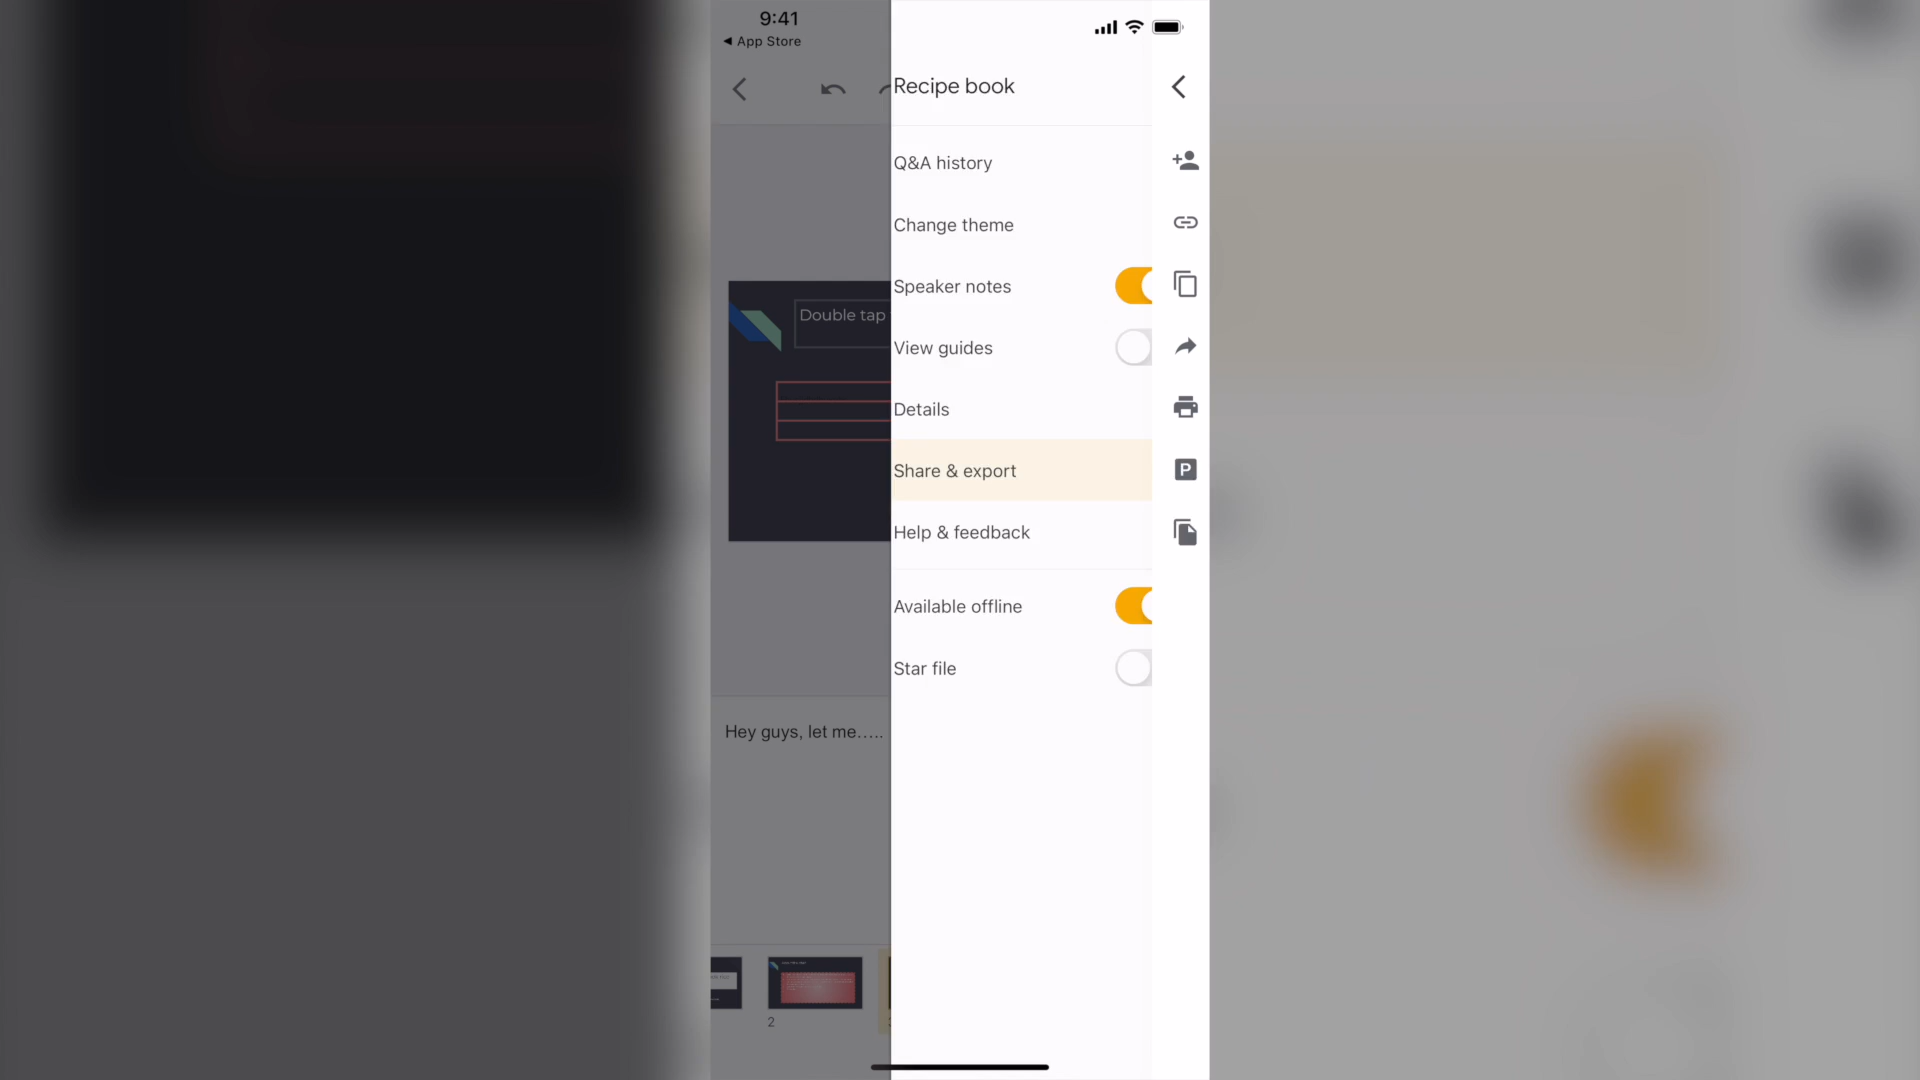 9:41
◀ App Store
Recipe book
Q&A history
Change theme
Speaker notes
View guides
Details
Share & export
Help & feedback
Available offline
Star file
P
Double tap
Hey guys, let me.....
2